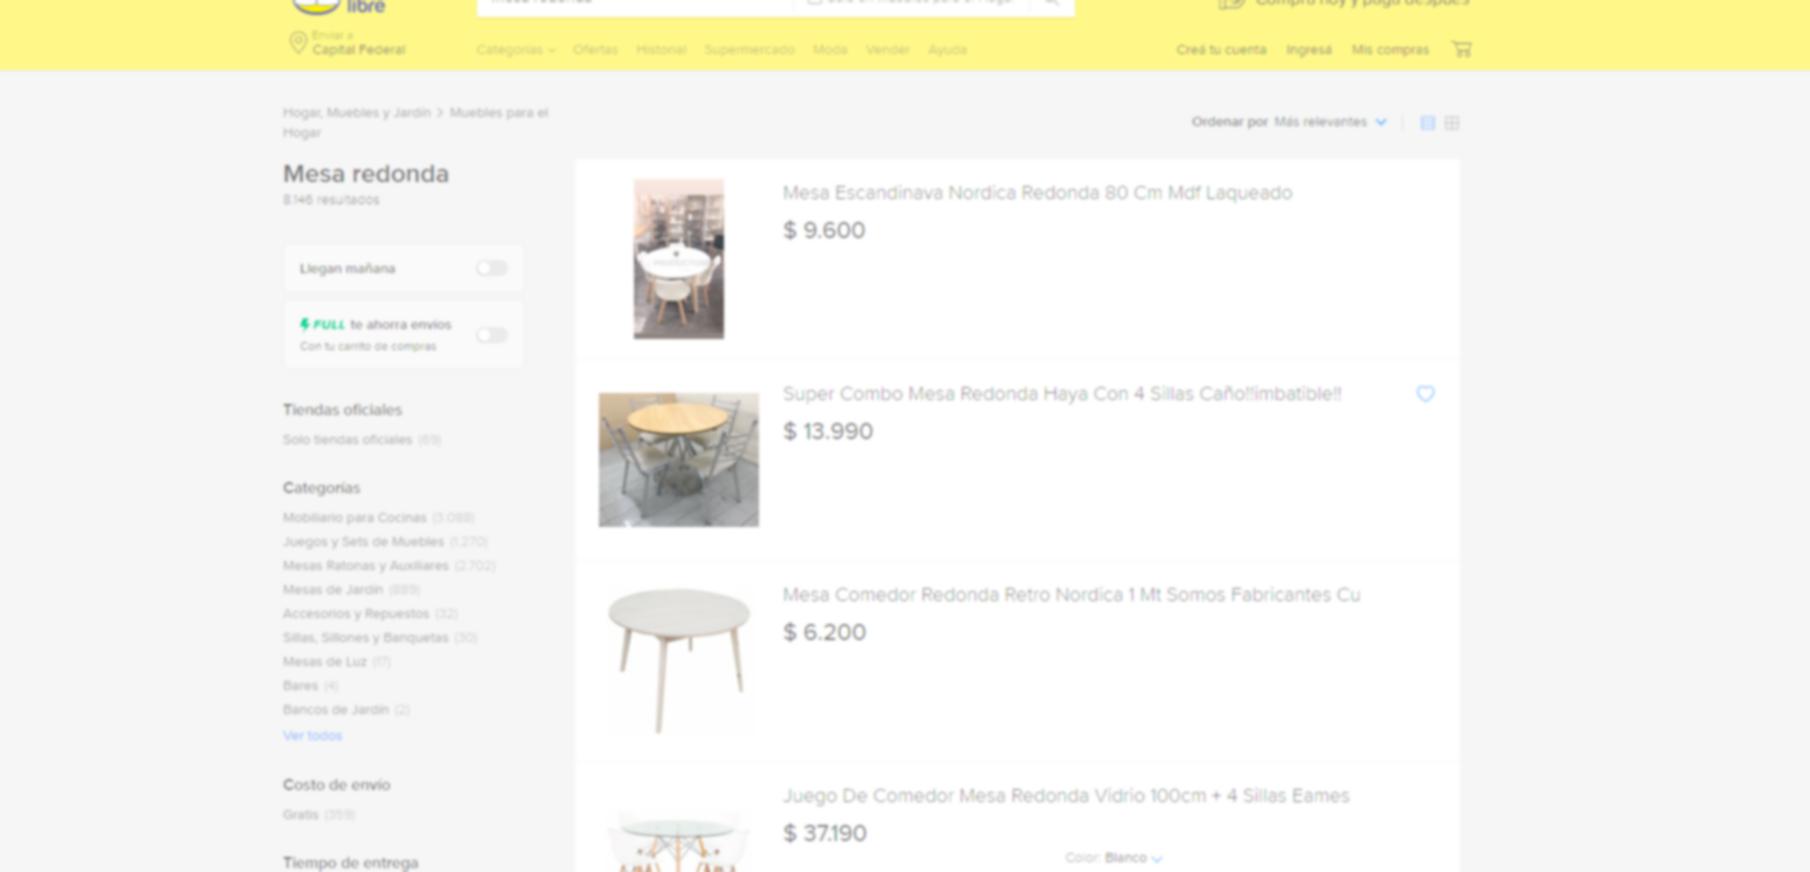 libre
Enviar a
Capital Federal
Categorías Ofertas Historial Supermercado Moda Vender Ayuda
Creá tu cuenta Ingresá Mis compras
Hogar, Muebles y Jardín > Muebles para el
Hogar
Ordenar por Más relevantes
Mesa redonda
8.146 resultados
Llegan mañana
FULL te ahorra envíos
Con tu carrito de compras
Tiendas oficiales
Solo tiendas oficiales (69)
Categorías
Mobiliario para Cocinas (3.088)
Juegos y Sets de Muebles (1.270)
Mesas Ratonas y Auxiliares (2.702)
Mesas de Jardín (889)
Accesorios y Repuestos (32)
Sillas, Sillones y Banquetas (30)
Mesas de Luz (17)
Bares (4)
Bancos de Jardín (2)
Ver todos
Costo de envío
Gratis (359)
Tiempo de entrega
Mesa Escandinava Nordica Redonda 80 Cm Mdf Laqueado
$ 9.600
Super Combo Mesa Redonda Haya Con 4 Sillas Caño!!imbatible!!
$ 13.990
Mesa Comedor Redonda Retro Nordica 1 Mt Somos Fabricantes Cu
$ 6.200
Juego De Comedor Mesa Redonda Vidrio 100cm + 4 Sillas Eames
$ 37.190
Color: Blanco